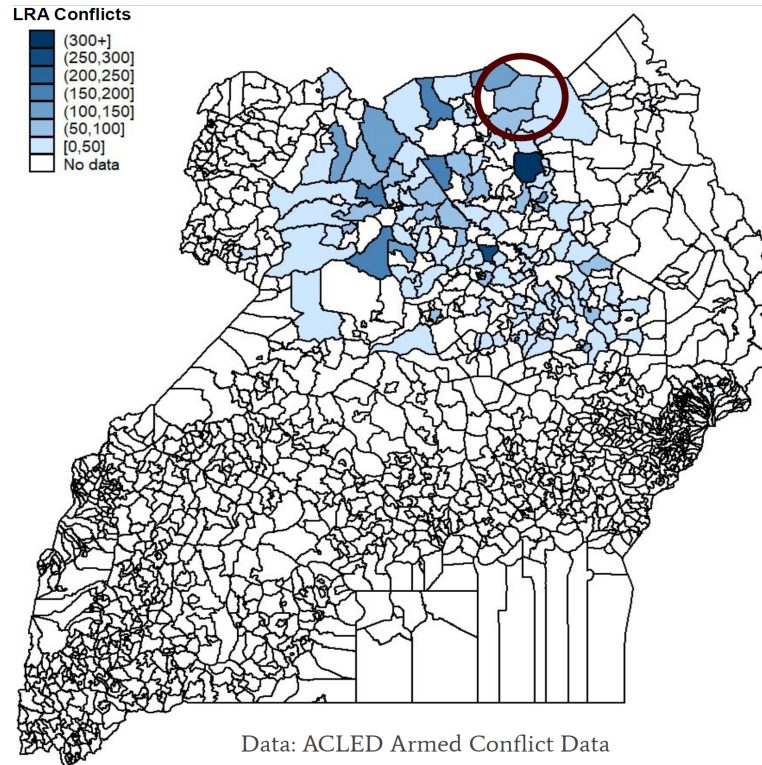 LRA Conflicts
(300+]
(250,300]
(200,250]
(150,200]
(100,150]
(50,100]
[0,50]
No data
Data: ACLED Armed Conflict Data